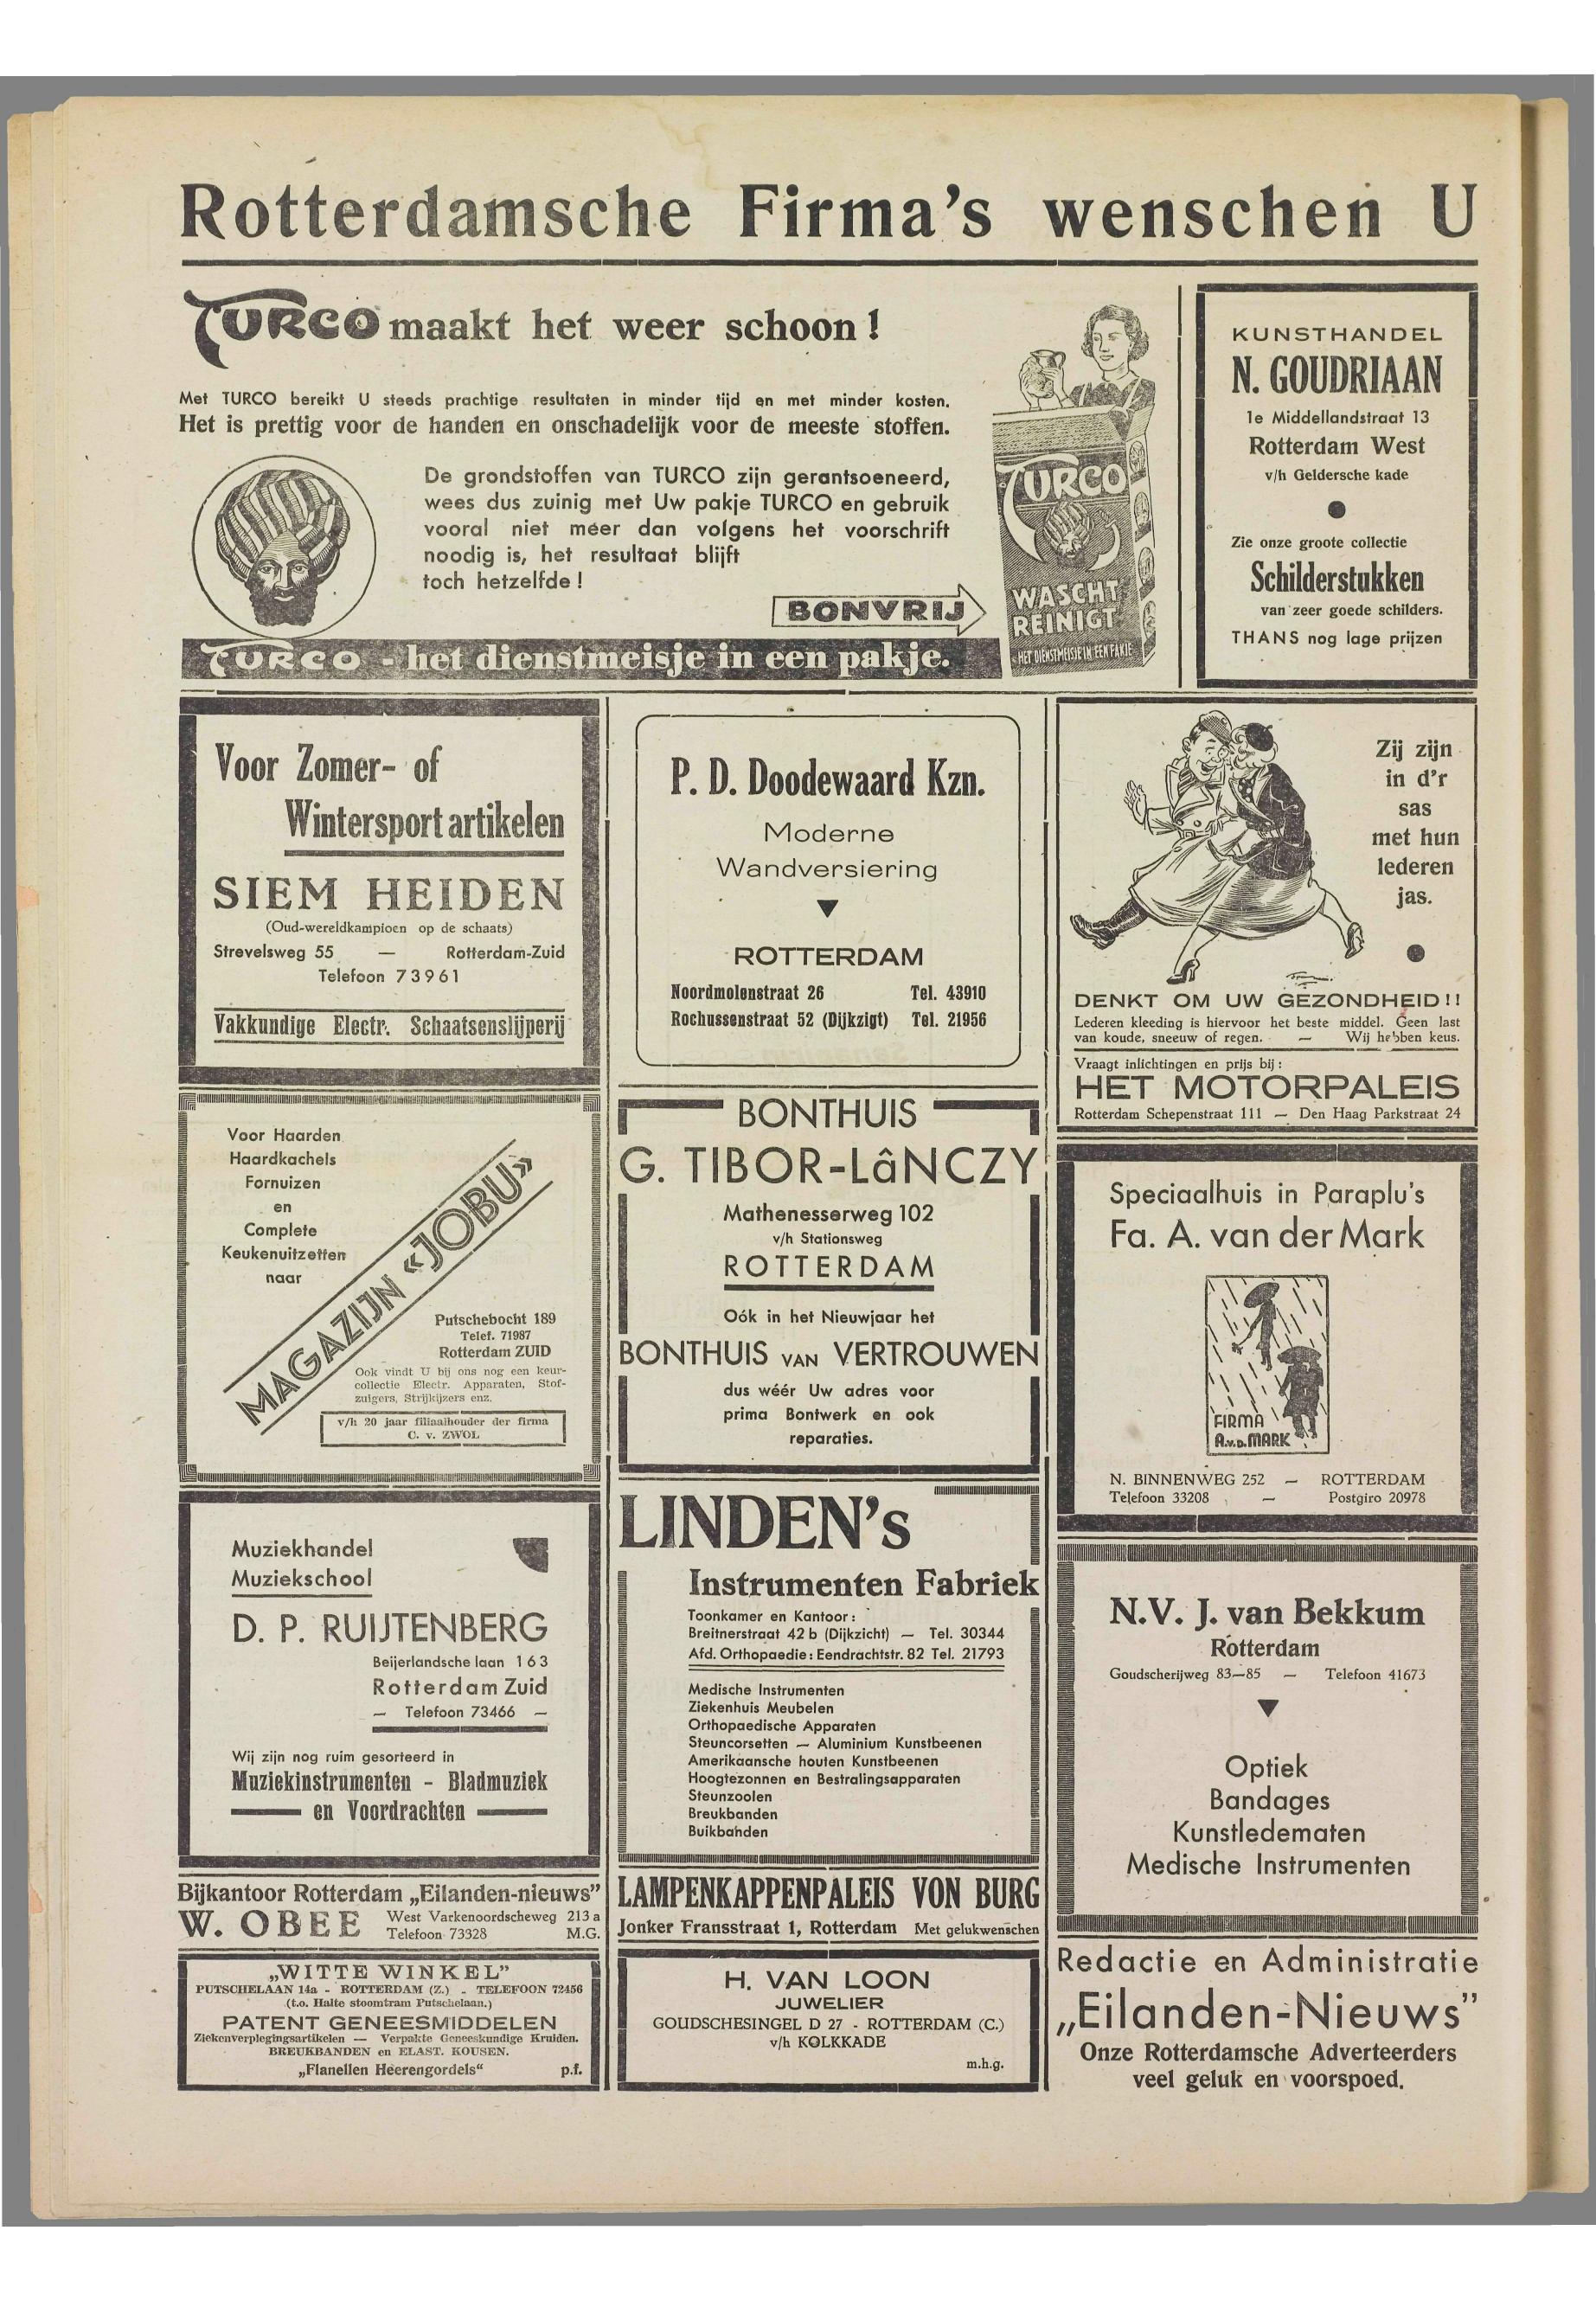 Rotterdamsche Firma's wenschen U
TURCO maakt het weer schoon!
Met TURCO bereikt U steeds prachtige resultaten in minder tijd en met minder kosten.
Het is prettig voor de handen en onschadelijk voor de meeste stoffen.
De grondstoffen van TURCO zijn gerantsoeneerd,
wees dus zuinig met Uw pakje TURCO en gebruik
vooral niet méer dan volgens het voorschrift
noodig is, het resultaat blijft
toch hetzelfde!
BONVRIJ
TURCO - het dienstmeisje in een pakje.
TURCO
WASCHT
REINIGT
HET DIENSTMEISJE IN EEN PAKJE
KUNSTHANDEL
N. GOUDRIAAN
1e Middellandstraat 13
Rotterdam West
v/h Geldersche kade
Zie onze groote collectie
Schilderstukken
van zeer goede schilders.
THANS nog lage prijzen
Voor Zomer- of
Wintersportartikelen
SIEM HEIDEN
(Oud-wereldkampioen op de schaats)
Strevelsweg 55 — Rotterdam-Zuid
Telefoon 73961
Vakkundige Electr. Schaatsenslijperij
P. D. Doodewaard Kzn.
Moderne
Wandversiering
ROTTERDAM
Noordmolenstraat 26 Tel. 43910
Rochussenstraat 52 (Dijkzigt) Tel. 21956
Zij zijn
in d'r
sas
met hun
lederen
jas.
DENKT OM UW GEZONDHEID!!
Lederen kleeding is hiervoor het beste middel. Geen last
van koude, sneeuw of regen. — Wij hebben keus.
Vraagt inlichtingen en prijs bij:
HET MOTORPALEIS
Rotterdam Schepenstraat 111 — Den Haag Parkstraat 24
Voor Haarden
Haardkachels
Fornuizen
en
Complete
Keukenuitzetten
naar
MAGAZIJN «JOBU»
Putschebocht 189
Telef. 71987
Rotterdam ZUID
Ook vindt U bij ons nog een keur-
collectie Electr. Apparaten, Stof-
zuigers, Strijkijzers enz.
v/h 20 jaar filiaalhouder der firma
C. v. ZWOL
BONTHUIS
G. TIBOR-LâNCZY
Mathenesserweg 102
v/h Stationsweg
ROTTERDAM
Oók in het Nieuwjaar het
BONTHUIS VAN VERTROUWEN
dus wéér Uw adres voor
prima Bontwerk en ook
reparaties.
Speciaalhuis in Paraplu's
Fa. A. van der Mark
FIRMA
A.v.D.MARK
N. BINNENWEG 252 — ROTTERDAM
Telefoon 33208 — Postgiro 20978
Muziekhandel
Muziekschool
D. P. RUIJTENBERG
Beijerlandsche laan 163
Rotterdam Zuid
— Telefoon 73466 —
Wij zijn nog ruim gesorteerd in
Muziekinstrumenten - Bladmuziek
en Voordrachten
LINDEN's
Instrumenten Fabriek
Toonkamer en Kantoor:
Breitnerstraat 42 b (Dijkzicht) — Tel. 30344
Afd. Orthopaedie: Eendrachtstr. 82 Tel. 21793
Medische Instrumenten
Ziekenhuis Meubelen
Orthopaedische Apparaten
Steuncorsetten — Aluminium Kunstbeenen
Amerikaansche houten Kunstbeenen
Hoogtezonnen en Bestralingsapparaten
Steunzoolen
Breukbanden
Buikbanden
N.V. J. van Bekkum
Rotterdam
Goudscherijweg 83—85 — Telefoon 41673
Optiek
Bandages
Kunstledematen
Medische Instrumenten
Bijkantoor Rotterdam „Eilanden-nieuws”
W. OBEE West Varkenoordscheweg 213 a
Telefoon 73328 M.G.
LAMPENKAPPENPALEIS VON BURG
Jonker Fransstraat 1, Rotterdam Met gelukwenschen
„WITTE WINKEL”
PUTSCHELAAN 14a - ROTTERDAM (Z.) - TELEFOON 72456
(t.o. Halte stoomtram Putschelaan.)
PATENT GENEESMIDDELEN
Ziekenverplegingsartikelen — Verpakte Geneeskundige Kruiden.
BREUKBANDEN en ELAST. KOUSEN.
„Flanellen Heerengordels“ p.f.
H. VAN LOON
JUWELIER
GOUDSCHESINGEL D 27 - ROTTERDAM (C.)
v/h KOLKKADE
m.h.g.
Redactie en Administratie
„Eilanden-Nieuws”
Onze Rotterdamsche Adverteerders
veel geluk en voorspoed.